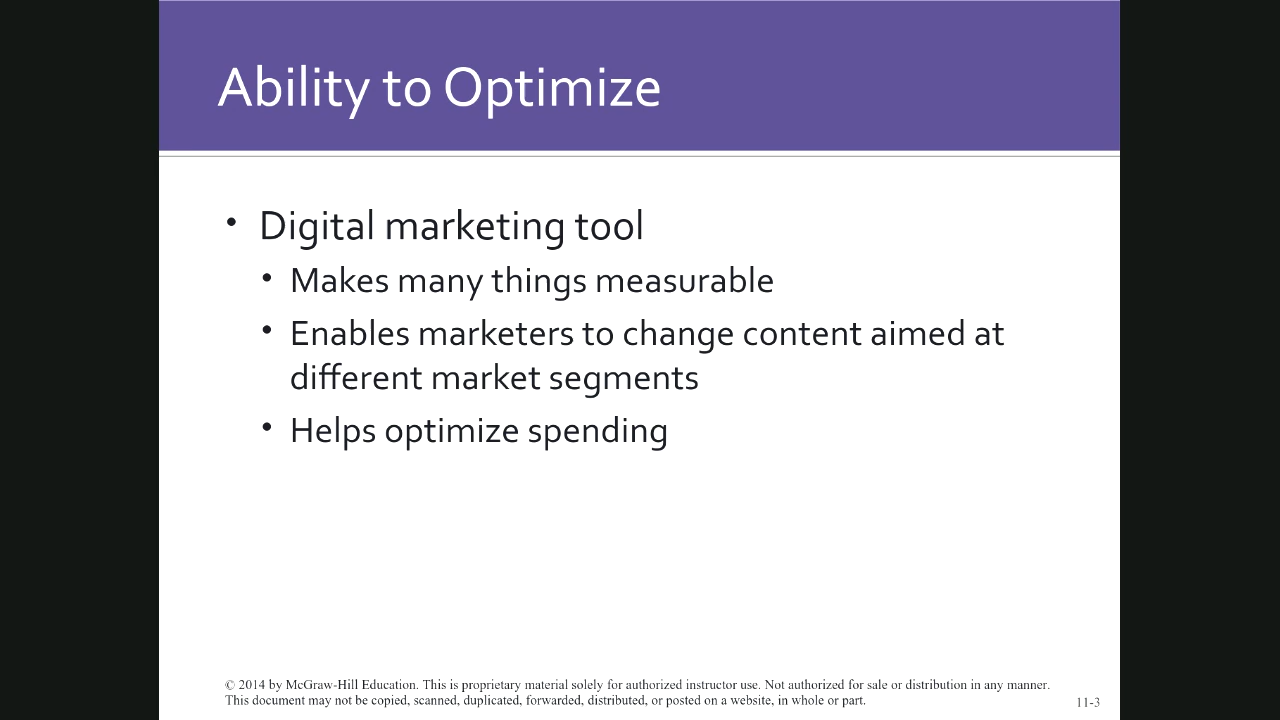 Ability to Optimize
• Digital marketing tool
• Makes many things measurable
• Enables marketers to change content aimed at
different market segments
• Helps optimize spending
© 2014 by McGraw-Hill Education. This is proprietary material solely for authorized instructor use. Not authorized for sale or distribution in any manner.
This document may not be copied, scanned, duplicated, forwarded, distributed, or posted on a website, in whole or part.
11-3